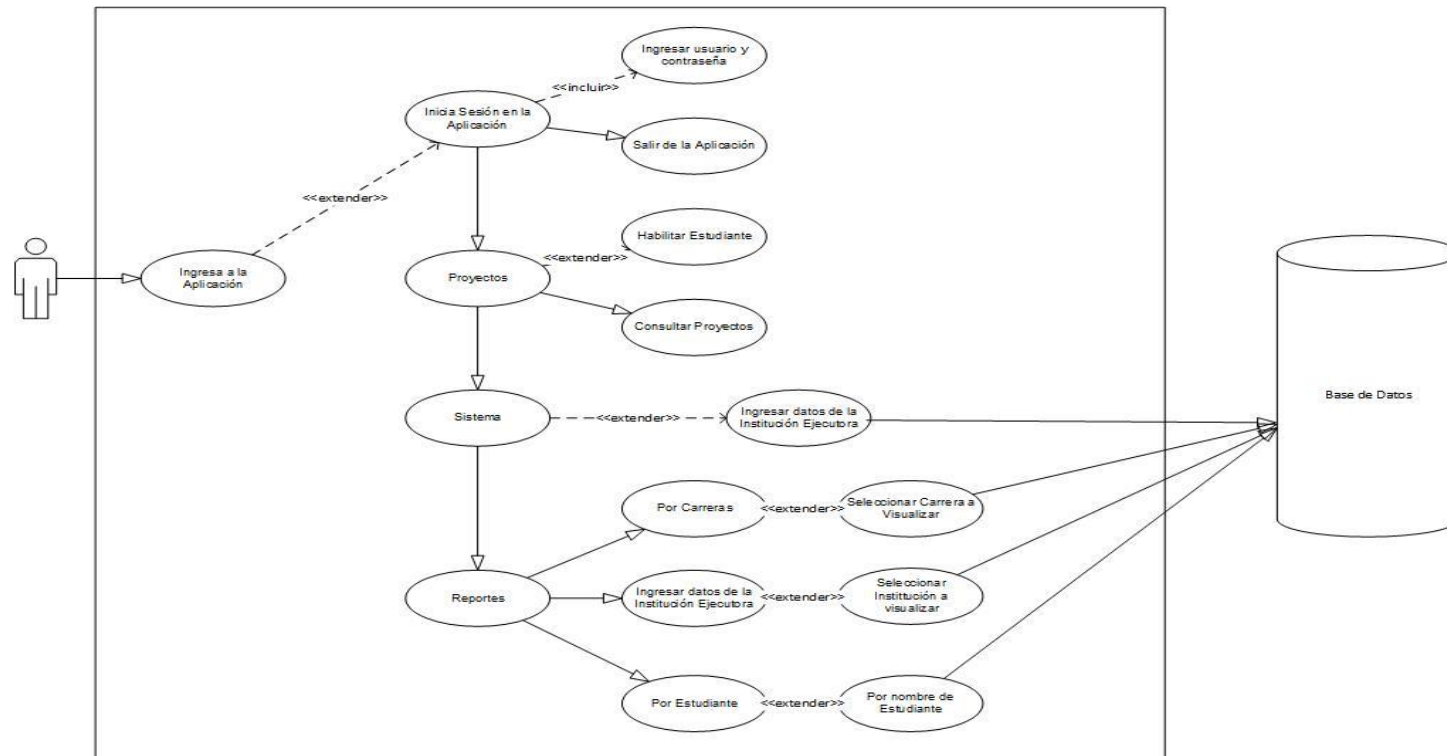 Ingresar usuario y
contraseña
<<incluir>>
Inicia Sesión en la
Aplicación
Salir de la Aplicación
<<extender>>
Habilitar Estudiante
<<extender>>
Ingresa a la
Aplicación
Proyectos
Consultar Proyectos
Base de Datos
Sistema
<<extender>>
Ingresar datos de la
Institución Ejecutora
Por Carreras
<<extender>>
Seleccionar Carrera a
Visualizar
Reportes
Ingresar datos de la
Institución Ejecutora
<<extender>>
Seleccionar
Institución a
visualizar
Por Estudiante
<<extender>>
Por nombre de
Estudiante